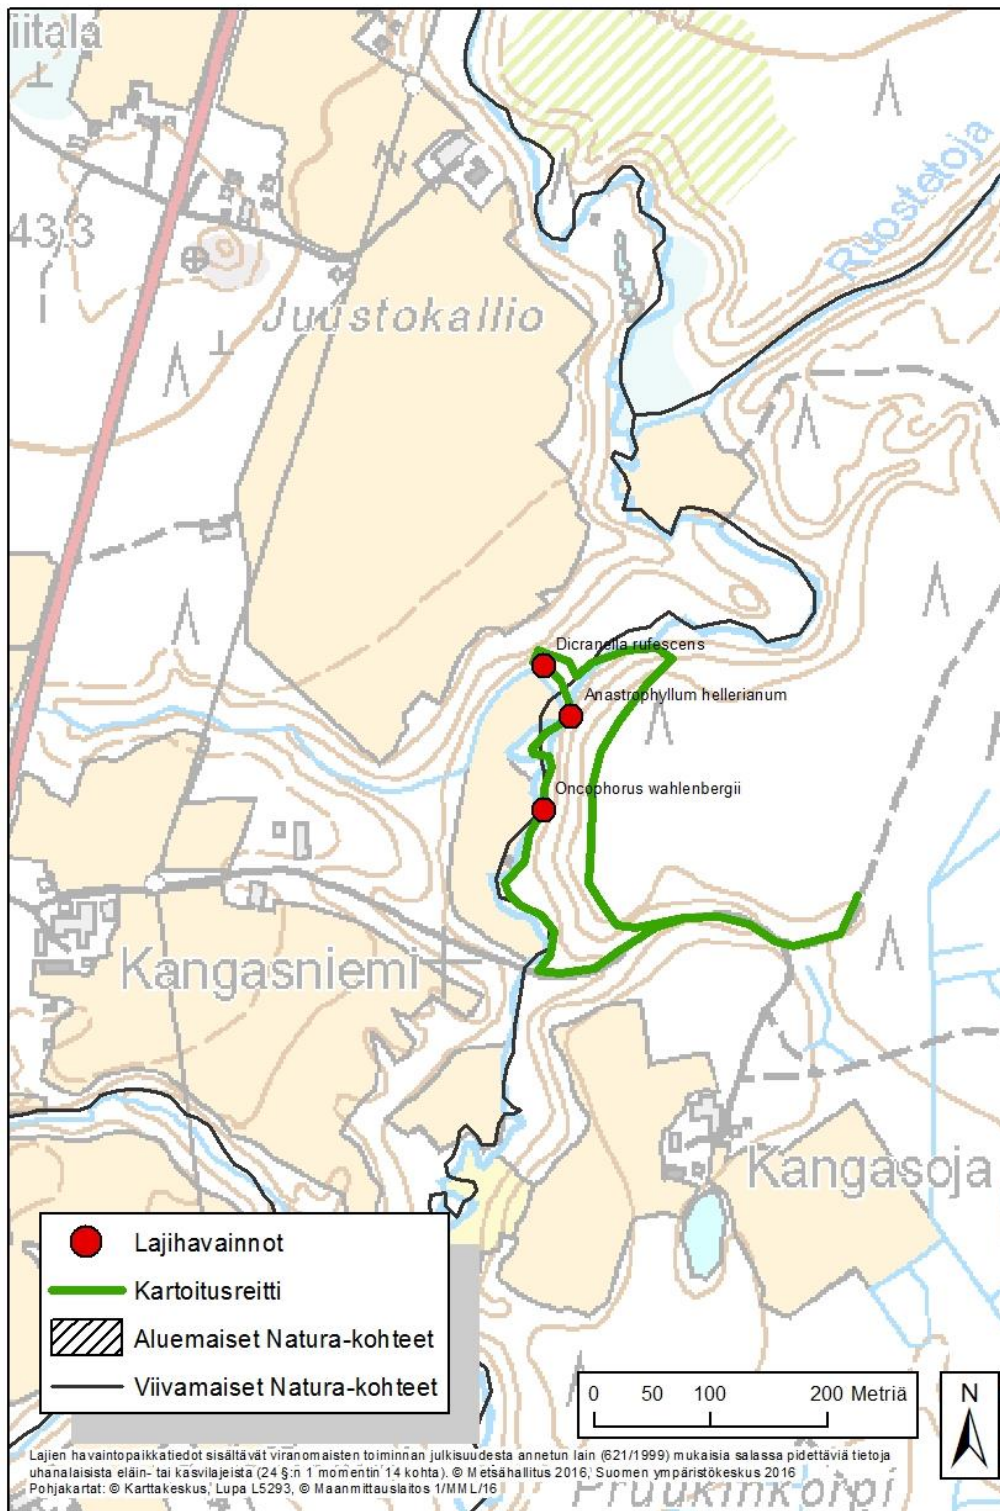 iitala
Ruostetoja
43.3
Juustokallio
Dicranella rufescens
Anastrophyllum hellerianum
Oncophorus wahlenbergii
Kangasniemi
Kangasoja
Lajihavainnot
Kartoitusreitti
Aluemaiset Natura-kohteet
Viivamaiset Natura-kohteet
0 50 100 200 Metriä
N
Lajien havaintopaikkatiedot sisältävät viranomaisten toiminnan julkisuudesta annetun lain (621/1999) mukaisia salassa pidettäviä tietoja
uhanalaisista eläin- tai kasvilajeista (24 §:n 1 momentin 14 kohta). © Metsähallitus 2016, Suomen ympäristökeskus 2016
Pohjakartat: © Karttakeskus, Lupa L5293, © Maanmittauslaitos 1/MML/16
Pruukinkorpi